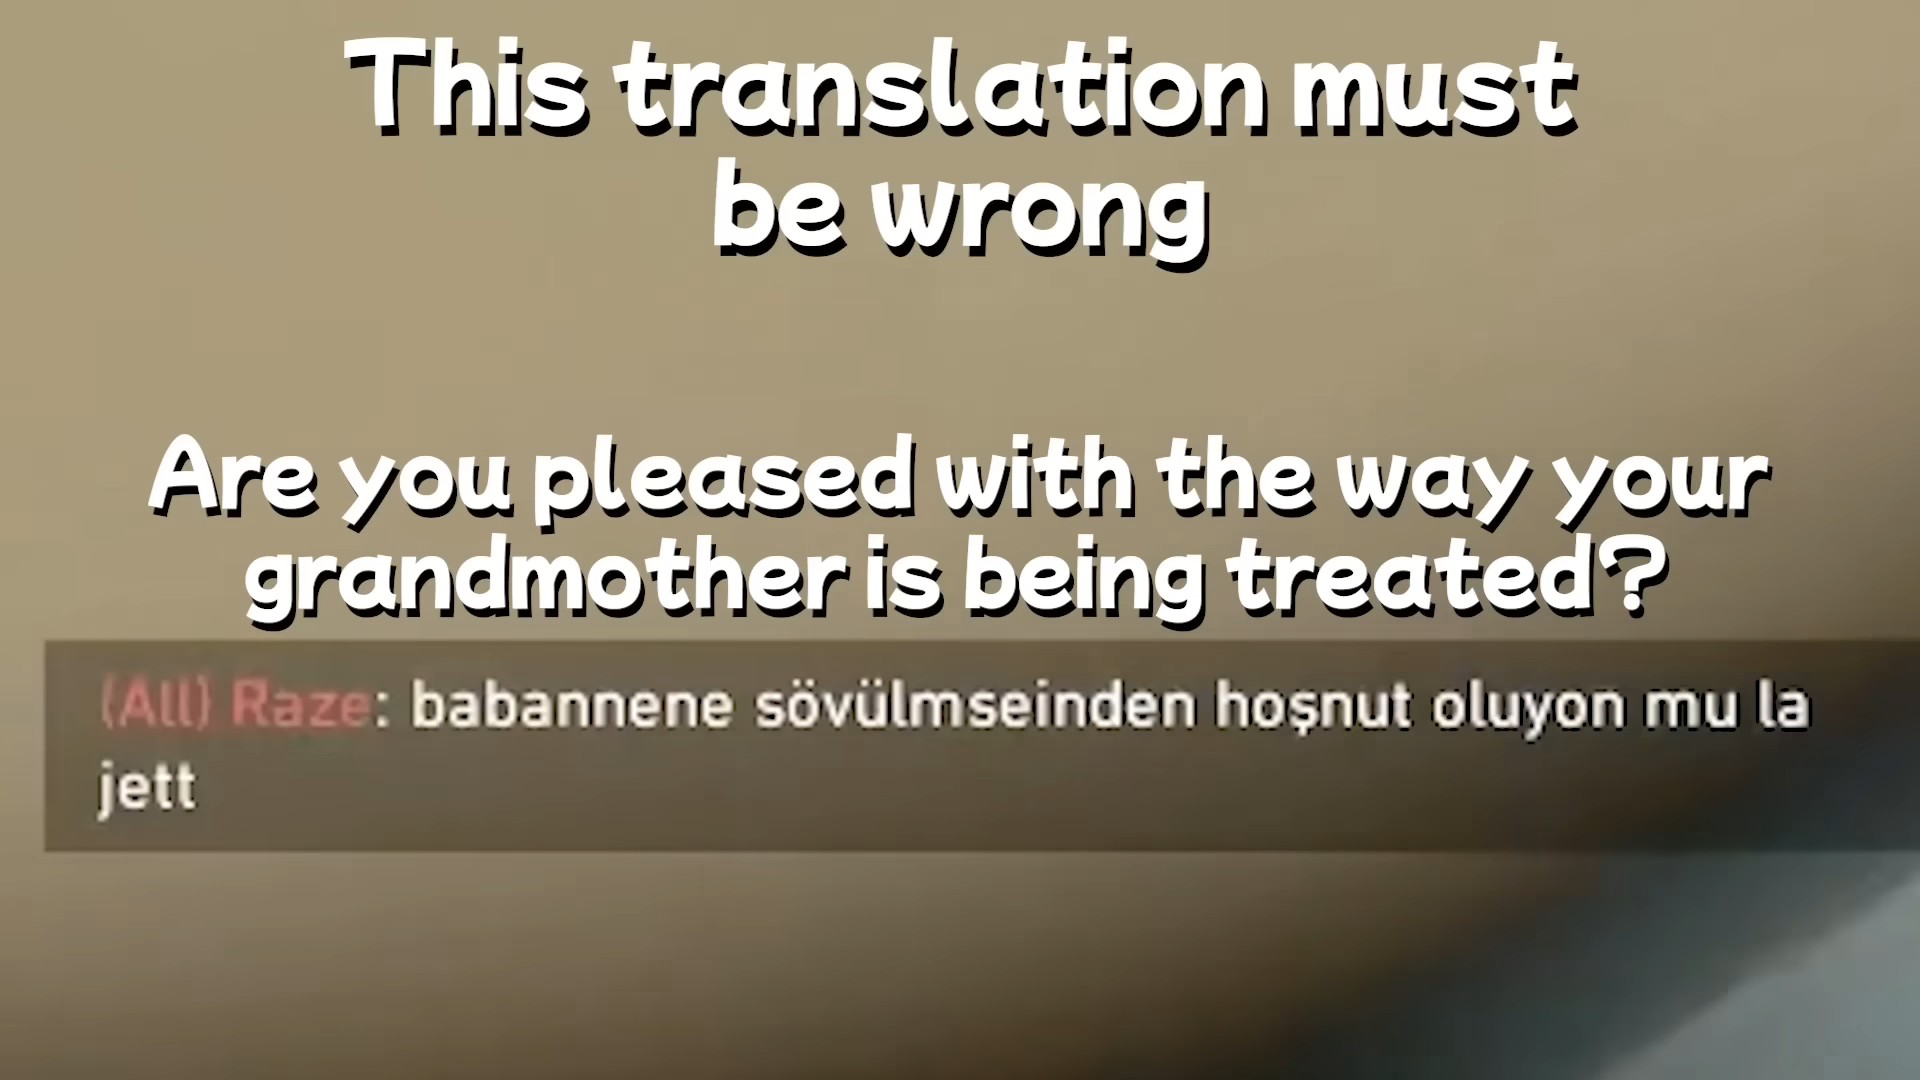 This translation must
be wrong
Are you pleased with the way your
grandmother is being treated?
(All) Raze: babannene sövülmseinden hoşnut oluyon mu la
jett